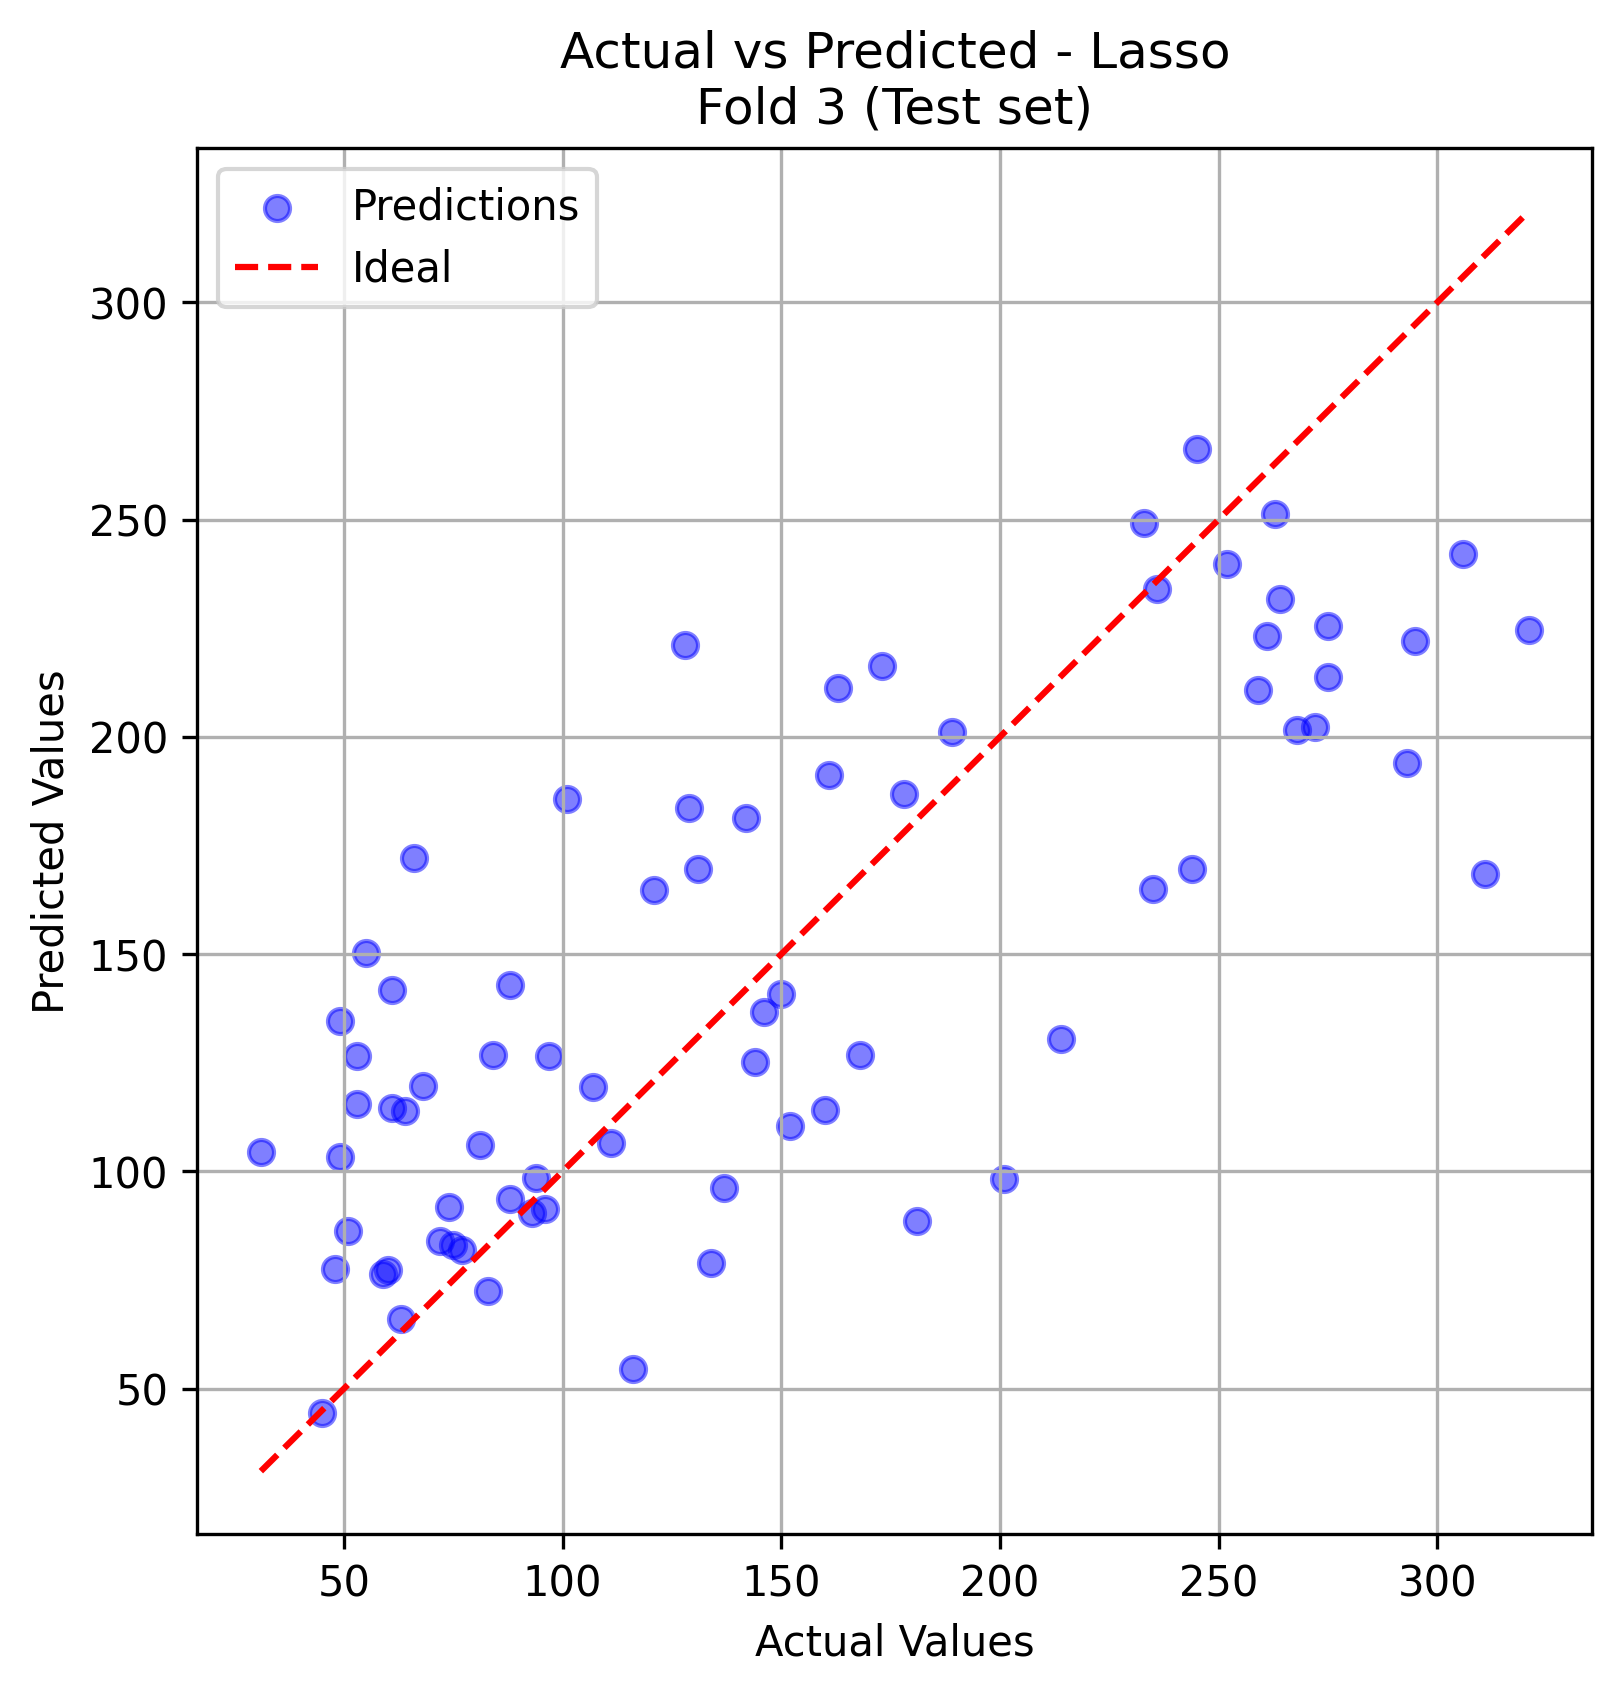 Actual vs Predicted - Lasso
Fold 3 (Test set)
Predictions
Ideal
Predicted Values
300
250
200
150
100
50
50 100 150 200 250 300
Actual Values